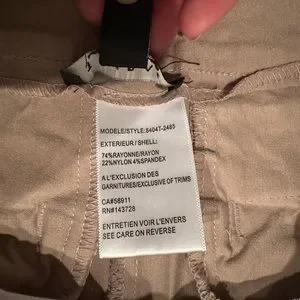 MODELE/STYLE:8404T-2485
EXTERIEUR/SHELL:
74%RAYONNE/RAYON
22%NYLON 4%SPANDEX
A L'EXCLUSION DES
GARNITURES/EXCLUSIVE OF TRIMS
CA#58911
RN#143728
ENTRETIEN VOIR L'ENVERS
SEE CARE ON REVERSE